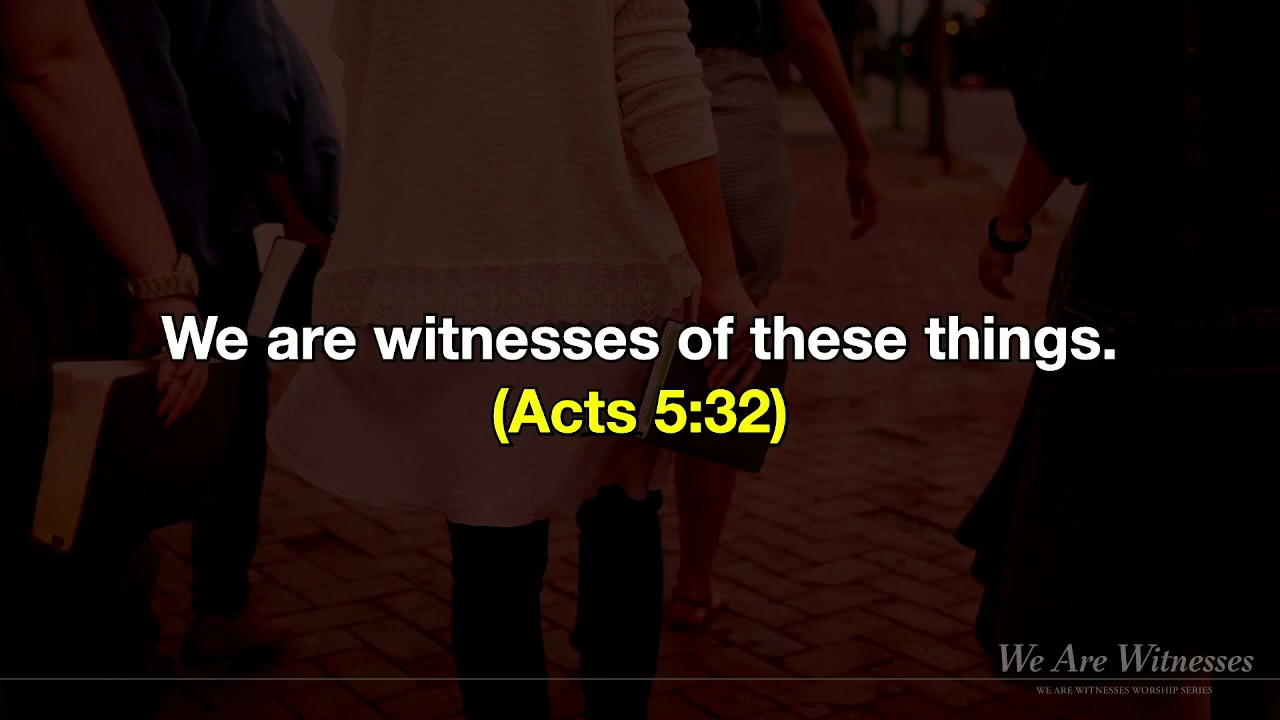 We are witnesses of these things.
(Acts 5:32)
We Are Witnesses
WE ARE WITNESSES WORSHIP SERIES